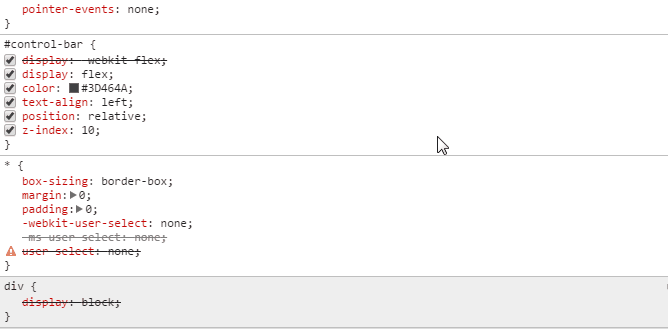 pointer-events: none;
}
#control-bar {
display: -webkit-flex;
display: flex;
color: #3D464A;
text-align: left;
position: relative;
z-index: 10;
}
* {
box-sizing: border-box;
margin: 0;
padding: 0;
-webkit-user-select: none;
-ms-user-select: none;
user-select: none;
}
div {
display: block;
}